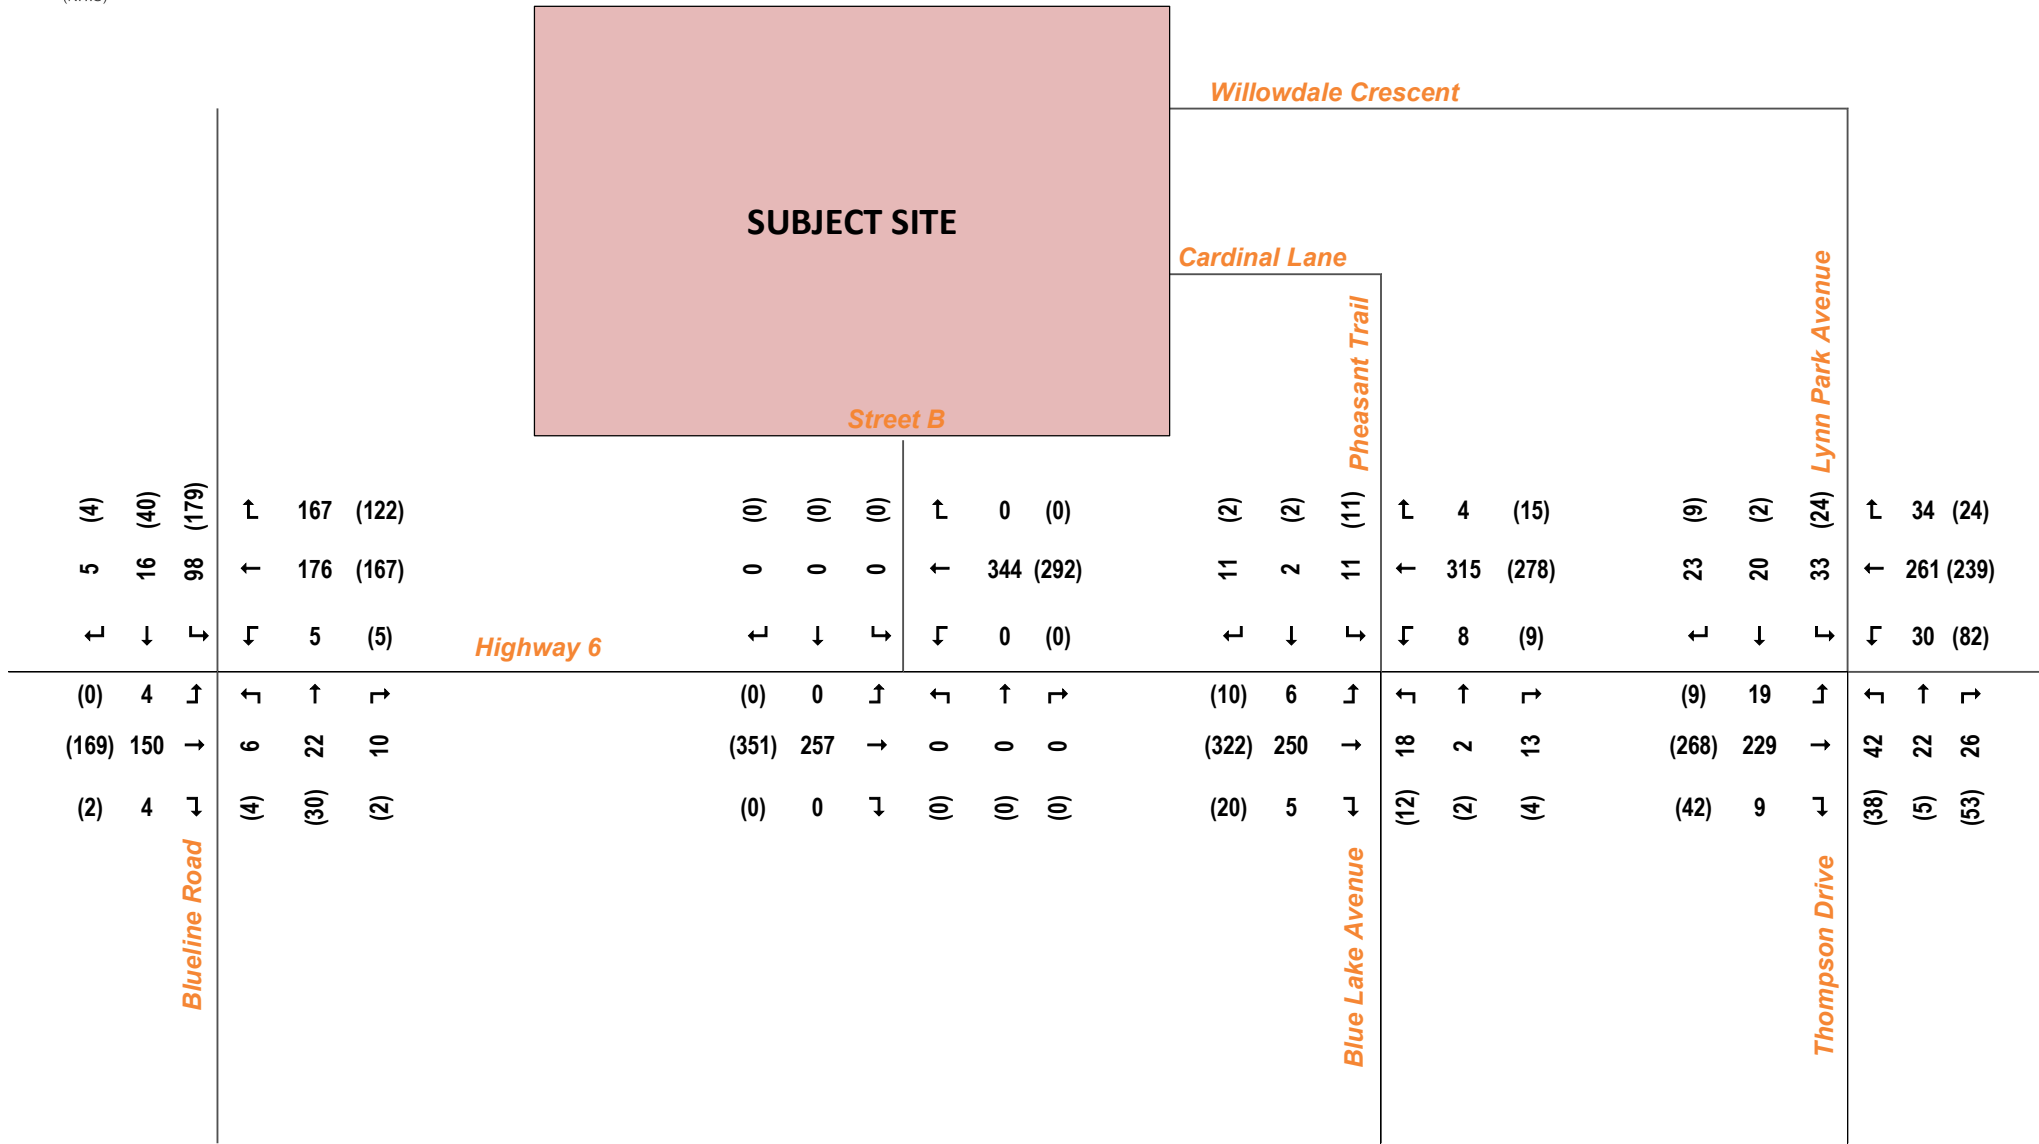 Willowdale Crescent
SUBJECT SITE
Cardinal Lane
Pheasant Trail
Lynn Park Avenue
Street B
(4) (40) (179) ↱ 167 (122)
5 16 98 ← 176 (167)
↵ ↓ ↳ 5 (5)
Highway 6
(0) 4
(169) 150 → 6 22 10
(2) 4 (4) (30) (2)
Blueline Road
(0) (0) (0) 0 (0)
0 0 0 ← 344 (292)
0 (0)
(0) 0
(351) 257 → 0 0 0
(0) 0 (0) (0) (0)
(2) (2) (11) 4 (15)
11 2 11 ← 315 (278)
8 (9)
(10) 6
(322) 250 → 18 2 13
(20) 5 (12) (2) (4)
Blue Lake Avenue
(9) (2) (24) 34 (24)
23 20 33 ← 261 (239)
30 (82)
(9) 19
(268) 229 → 42 22 26
(42) 9 (38) (5) (53)
Thompson Drive